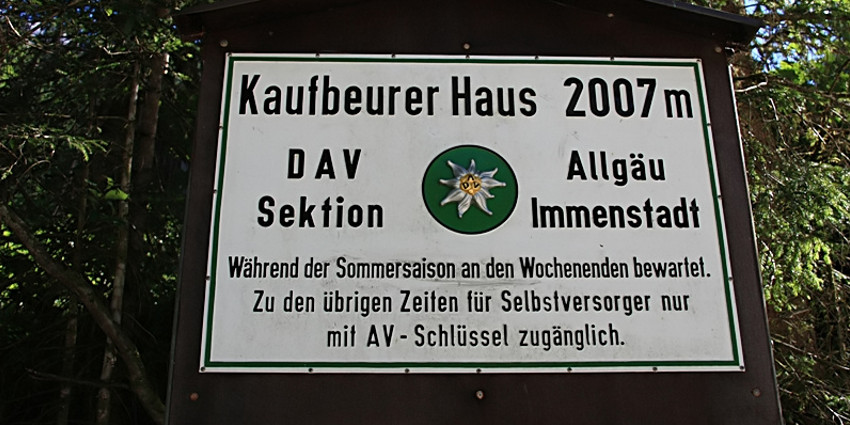 Kaufbeurer Haus 2007 m
DAV Allgäu
Sektion Immenstadt
Während der Sommersaison an den Wochenenden bewartet.
Zu den übrigen Zeiten für Selbstversorger nur
mit AV - Schlüssel zugänglich.